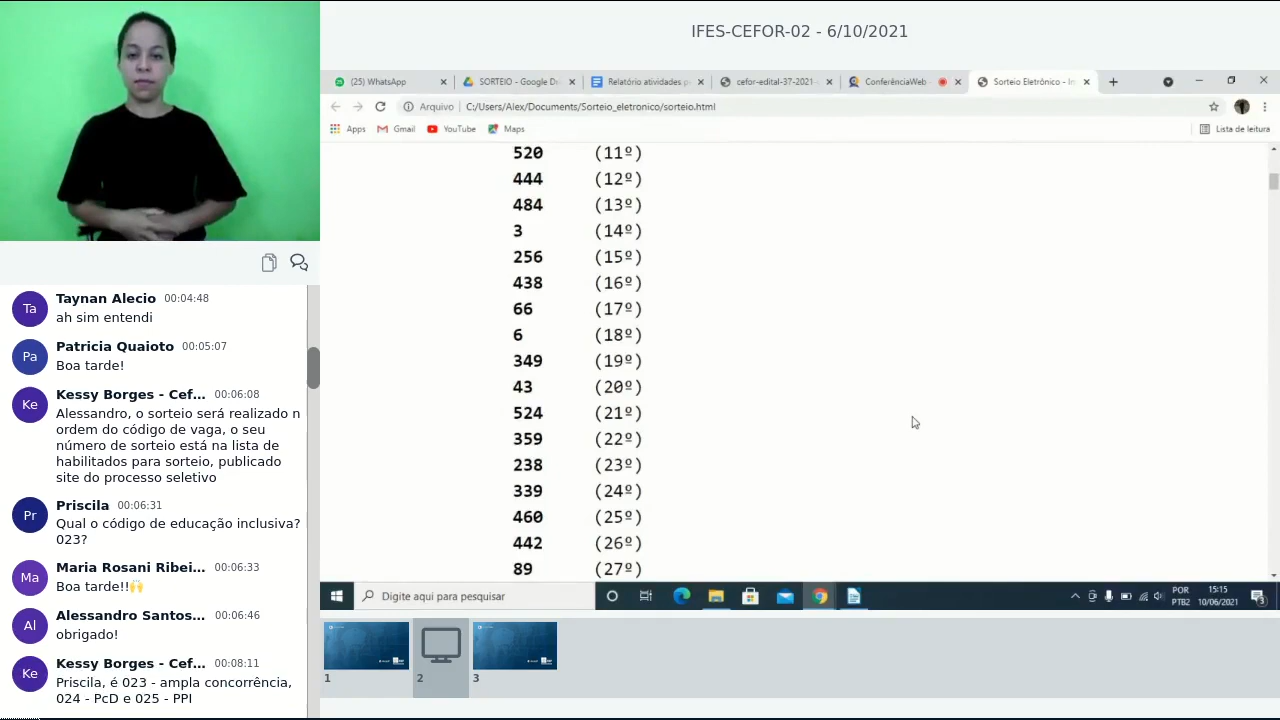 IFES-CEFOR-02 - 6/10/2021
(25) WhatsApp
SORTEIO - Google D
Relatório atividades p
cefor-edital-37-2021-
ConferênciaWeb
Sorteio Eletrônico - In
Arquivo
C:/Users/Alex/Documents/Sorteio_eletronico/sorteio.html
Apps
Gmail
YouTube
Maps
Lista de leitura
520 (11º)
444 (12º)
484 (13º)
3 (14º)
256 (15º)
438 (16º)
66 (17º)
6 (18º)
349 (19º)
43 (20º)
524 (21º)
359 (22º)
238 (23º)
339 (24º)
460 (25º)
442 (26º)
89 (27º)
Digite aqui para pesquisar
POR
PTB2
15:15
10/06/2021
3
1
2
3
Ta
Taynan Alecio 00:04:48
ah sim entendi
Pa
Patricia Quaioto 00:05:07
Boa tarde!
Ke
Kessy Borges - Cef... 00:06:08
Alessandro, o sorteio será realizado n
ordem do código de vaga, o seu
número de sorteio está na lista de
habilitados para sorteio, publicado
site do processo seletivo
Pr
Priscila 00:06:31
Qual o código de educação inclusiva?
023?
Ma
Maria Rosani Ribei... 00:06:33
Boa tarde!!🙌
Al
Alessandro Santos... 00:06:46
obrigado!
Ke
Kessy Borges - Cef... 00:08:11
Priscila, é 023 - ampla concorrência,
024 - PcD e 025 - PPI